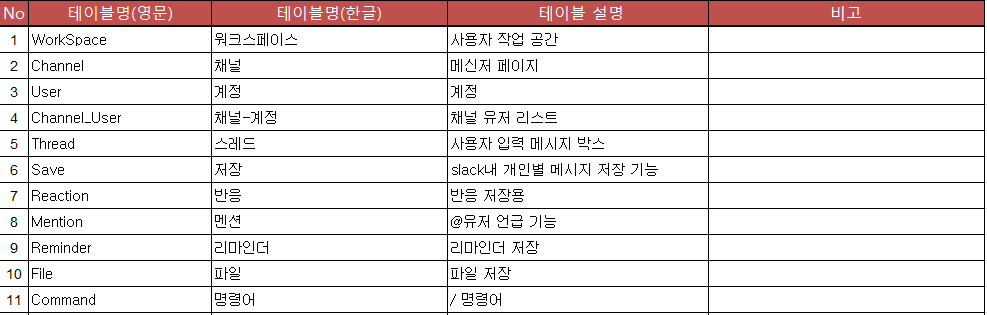 No 테이블명(영문) 테이블명(한글) 테이블 설명 비고
1 WorkSpace 워크스페이스 사용자 작업 공간
2 Channel 채널 메신저 페이지
3 User 계정 계정
4 Channel_User 채널-계정 채널 유저 리스트
5 Thread 스레드 사용자 입력 메시지 박스
6 Save 저장 slack내 개인별 메시지 저장 기능
7 Reaction 반응 반응 저장용
8 Mention 멘션 @유저 언급 기능
9 Reminder 리마인더 리마인더 저장
10 File 파일 파일 저장
11 Command 명령어 / 명령어